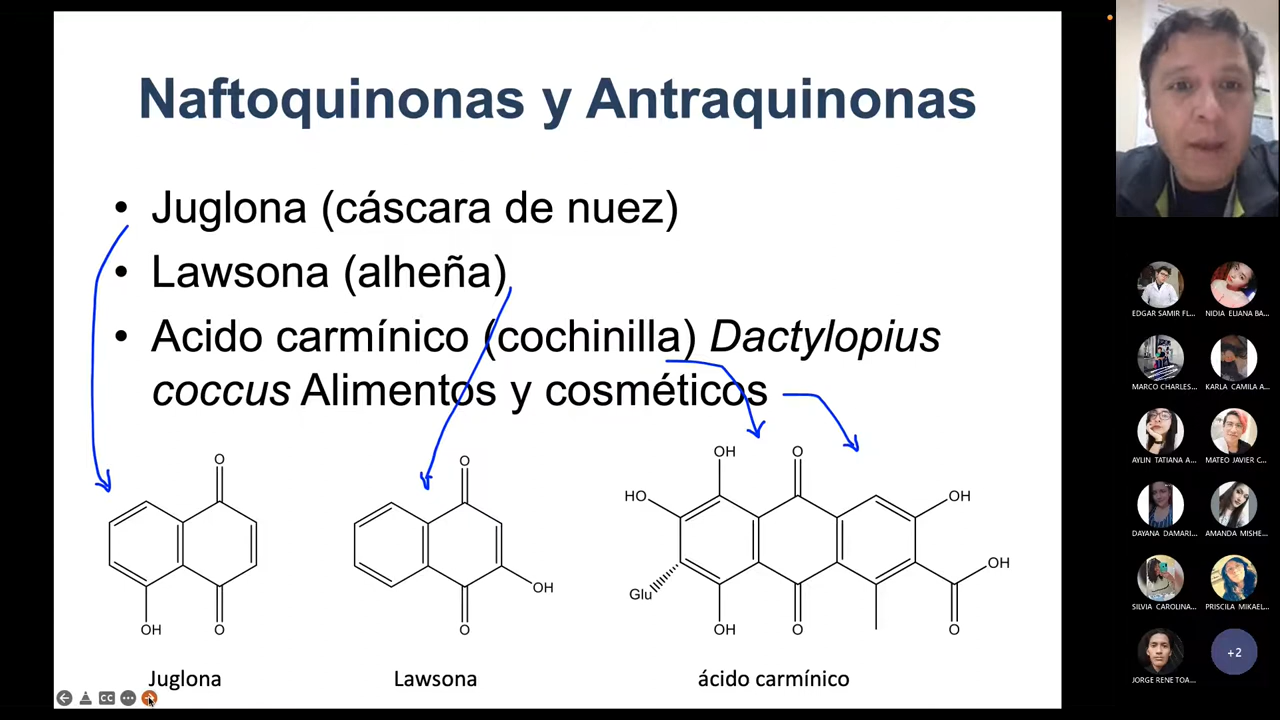 Naftoquinonas y Antraquinonas
• Juglona (cáscara de nuez)
• Lawsona (alheña)
• Acido carmínico (cochinilla) Dactylopius
coccus Alimentos y cosméticos
O
OH
O
Juglona
O
OH
O
Lawsona
OH
O
HO
OH
OH
Glu
OH
O
O
ácido carmínico
CC
EDGAR SAMIR FL...
NIDIA ELIANA BA...
MARCO CHARLES...
KARLA CAMILA A...
AYLIN TATIANA A...
MATEO JAVIER C...
DAYANA DAMARI...
AMANDA MISHE...
SILVIA CAROLINA...
PRISCILA MIKAEL...
JORGE RENE TOA...
+2